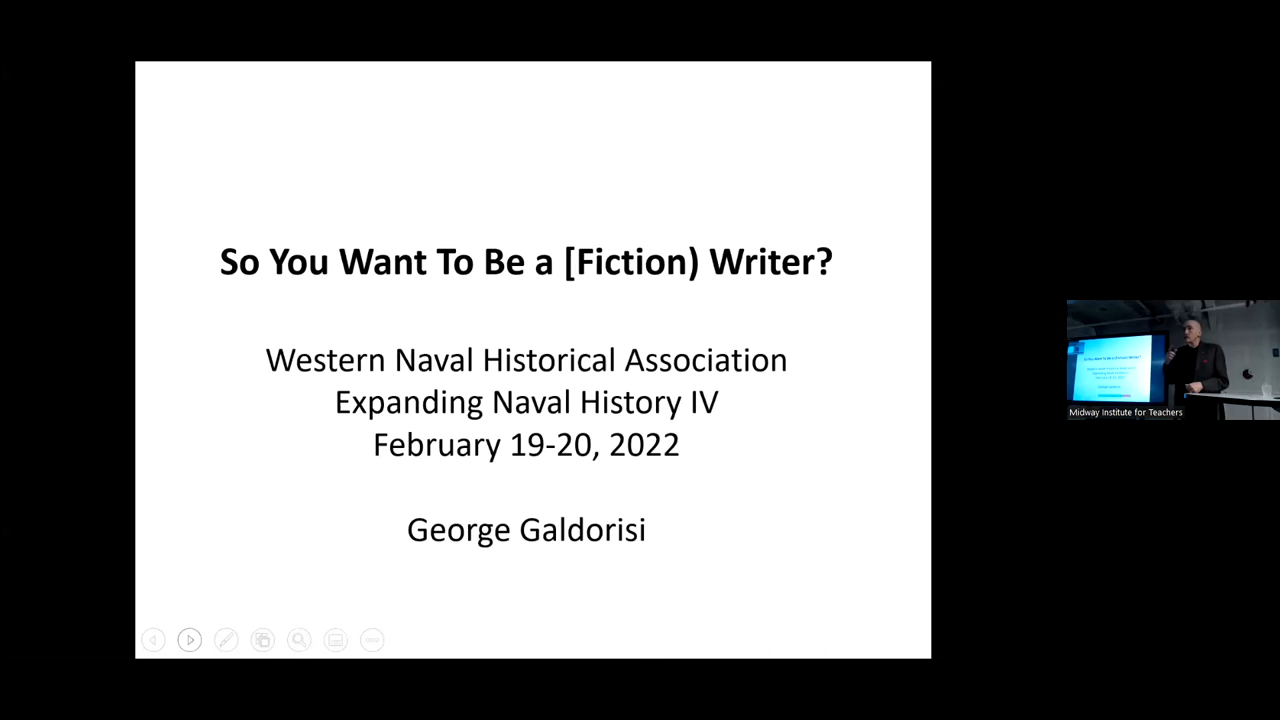 So You Want To Be a [Fiction) Writer?
Western Naval Historical Association
Expanding Naval History IV
February 19-20, 2022
George Galdorisi
Midway Institute for Teachers